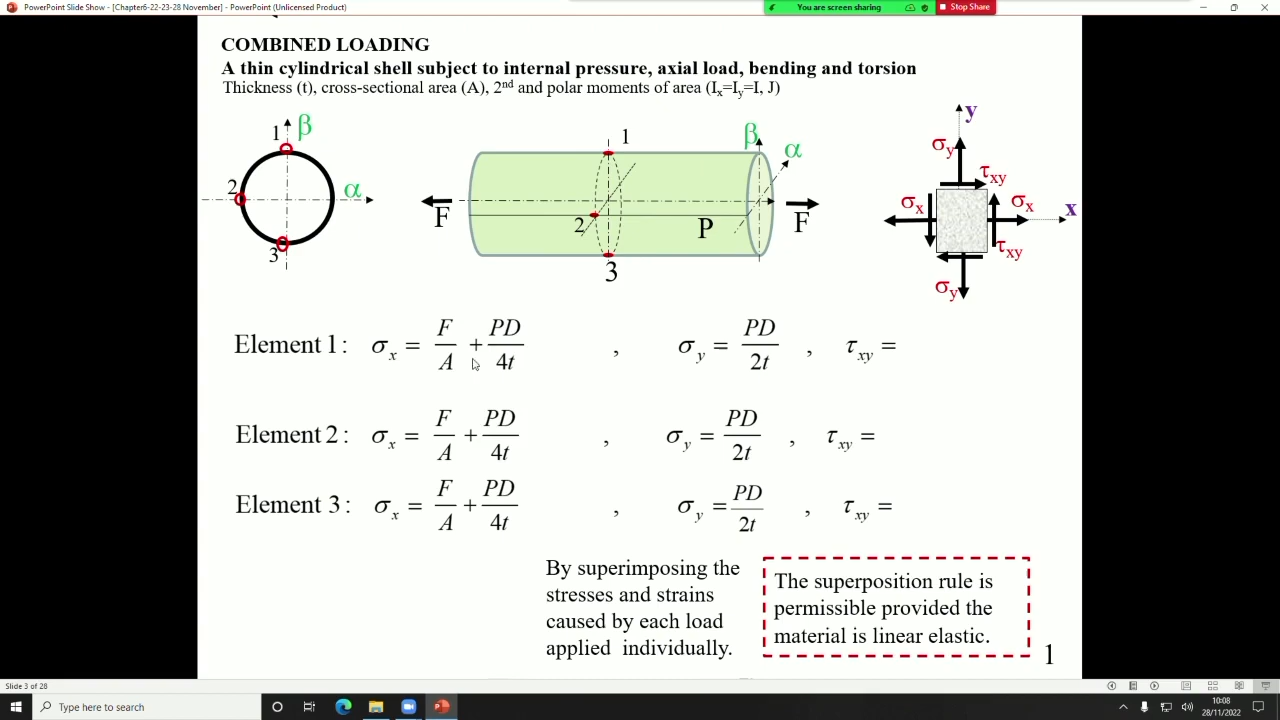 PowerPoint Slide Show - [Chapter6-22-23-28 November] - PowerPoint (Unlicensed Product)
You are screen sharing
Stop Share
COMBINED LOADING
A thin cylindrical shell subject to internal pressure, axial load, bending and torsion
Thickness (t), cross-sectional area (A), 2nd and polar moments of area (Ix=Iy=I, J)
1 β
2 α
3
1 β α
F 2 P F
3
y
σy τxy
σx σx x
τxy
σy
Element 1: σx = F/A + PD/4t , σy = PD/2t , τxy =
Element 2: σx = F/A + PD/4t , σy = PD/2t , τxy =
Element 3: σx = F/A + PD/4t , σy = PD/2t , τxy =
By superimposing the
stresses and strains
caused by each load
applied individually.
The superposition rule is
permissible provided the
material is linear elastic.
1
Slide 3 of 28
Type here to search
10:08
28/11/2022